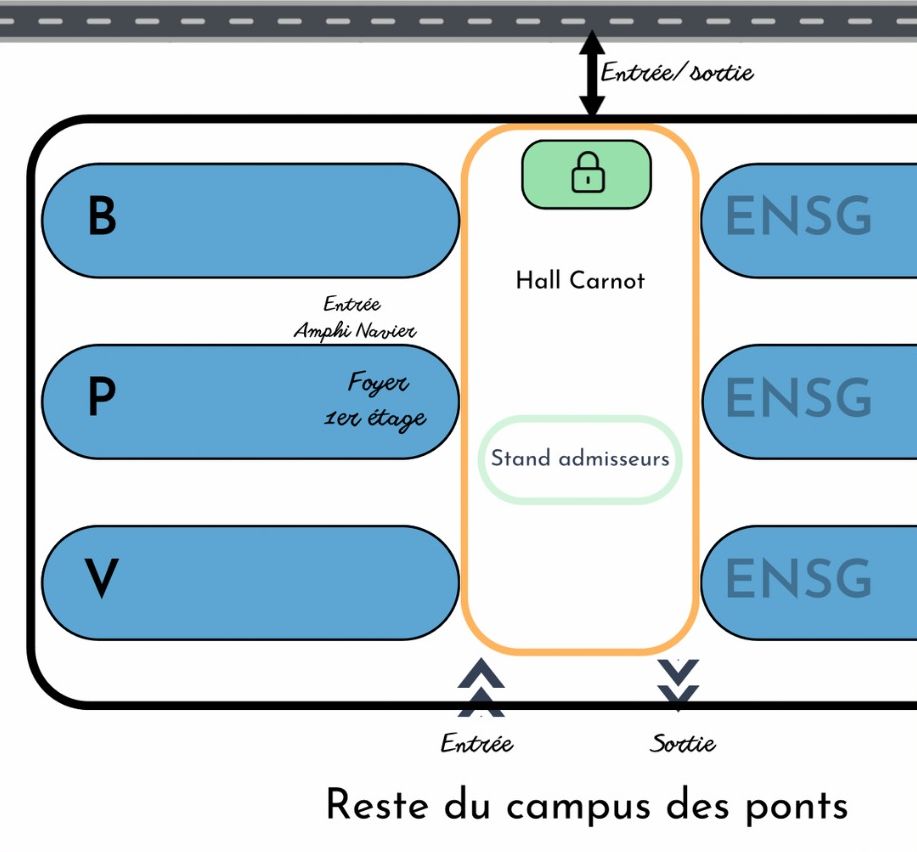 Entrée/sortie
B
ENSG
Hall Carnot
Entrée
Amphi Navier
P
Foyer
1er étage
ENSG
Stand admisseurs
V
ENSG
Entrée
Sortie
Reste du campus des ponts